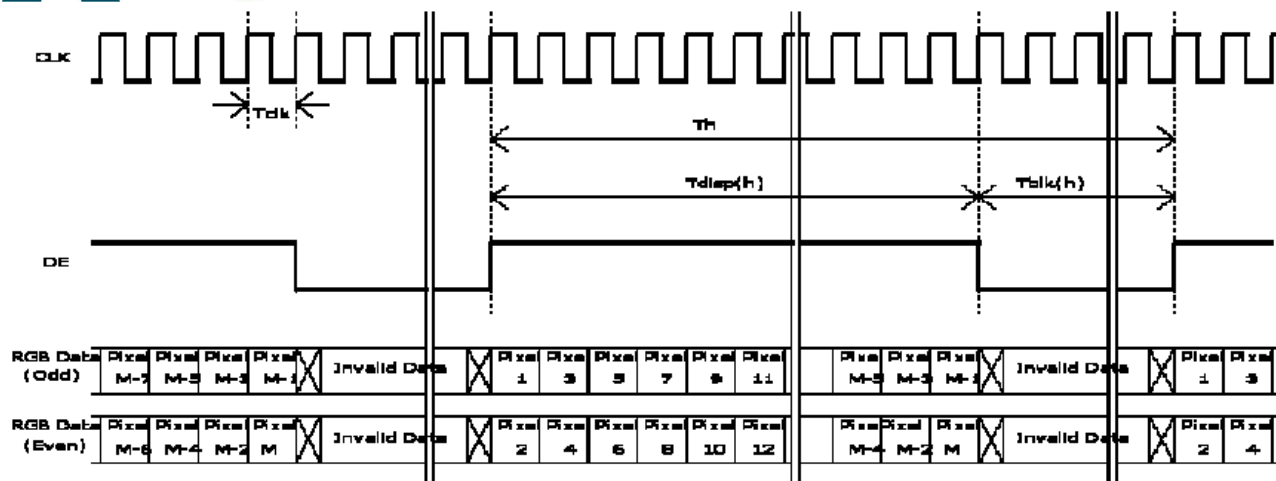 CLK
Tclk
Th
Tdisp(h) Tblk(h)
DE
RGB Data (Odd) Pixel M-7 Pixel M-5 Pixel M-3 Pixel M-1 Invalid Data Pixel 1 Pixel 3 Pixel 5 Pixel 7 Pixel 9 Pixel 11 Pixel M-5 Pixel M-3 Pixel M-1 Invalid Data Pixel 1 Pixel 3
RGB Data (Even) Pixel M-6 Pixel M-4 Pixel M-2 Pixel M Invalid Data Pixel 2 Pixel 4 Pixel 6 Pixel 8 Pixel 10 Pixel 12 Pixel M-4 Pixel M-2 Pixel M Invalid Data Pixel 2 Pixel 4